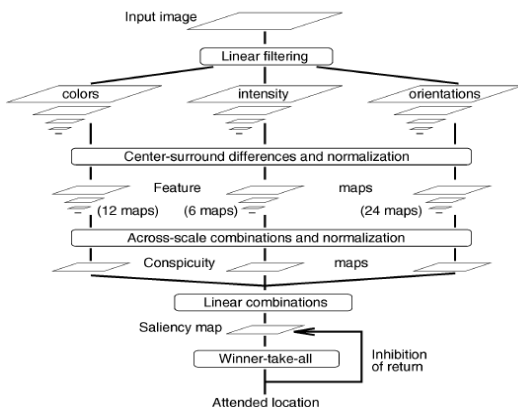 Input image
Linear filtering
colors intensity orientations
Center-surround differences and normalization
Feature maps
(12 maps) (6 maps) (24 maps)
Across-scale combinations and normalization
Conspicuity maps
Linear combinations
Saliency map
Winner-take-all
Inhibition
of return
Attended location